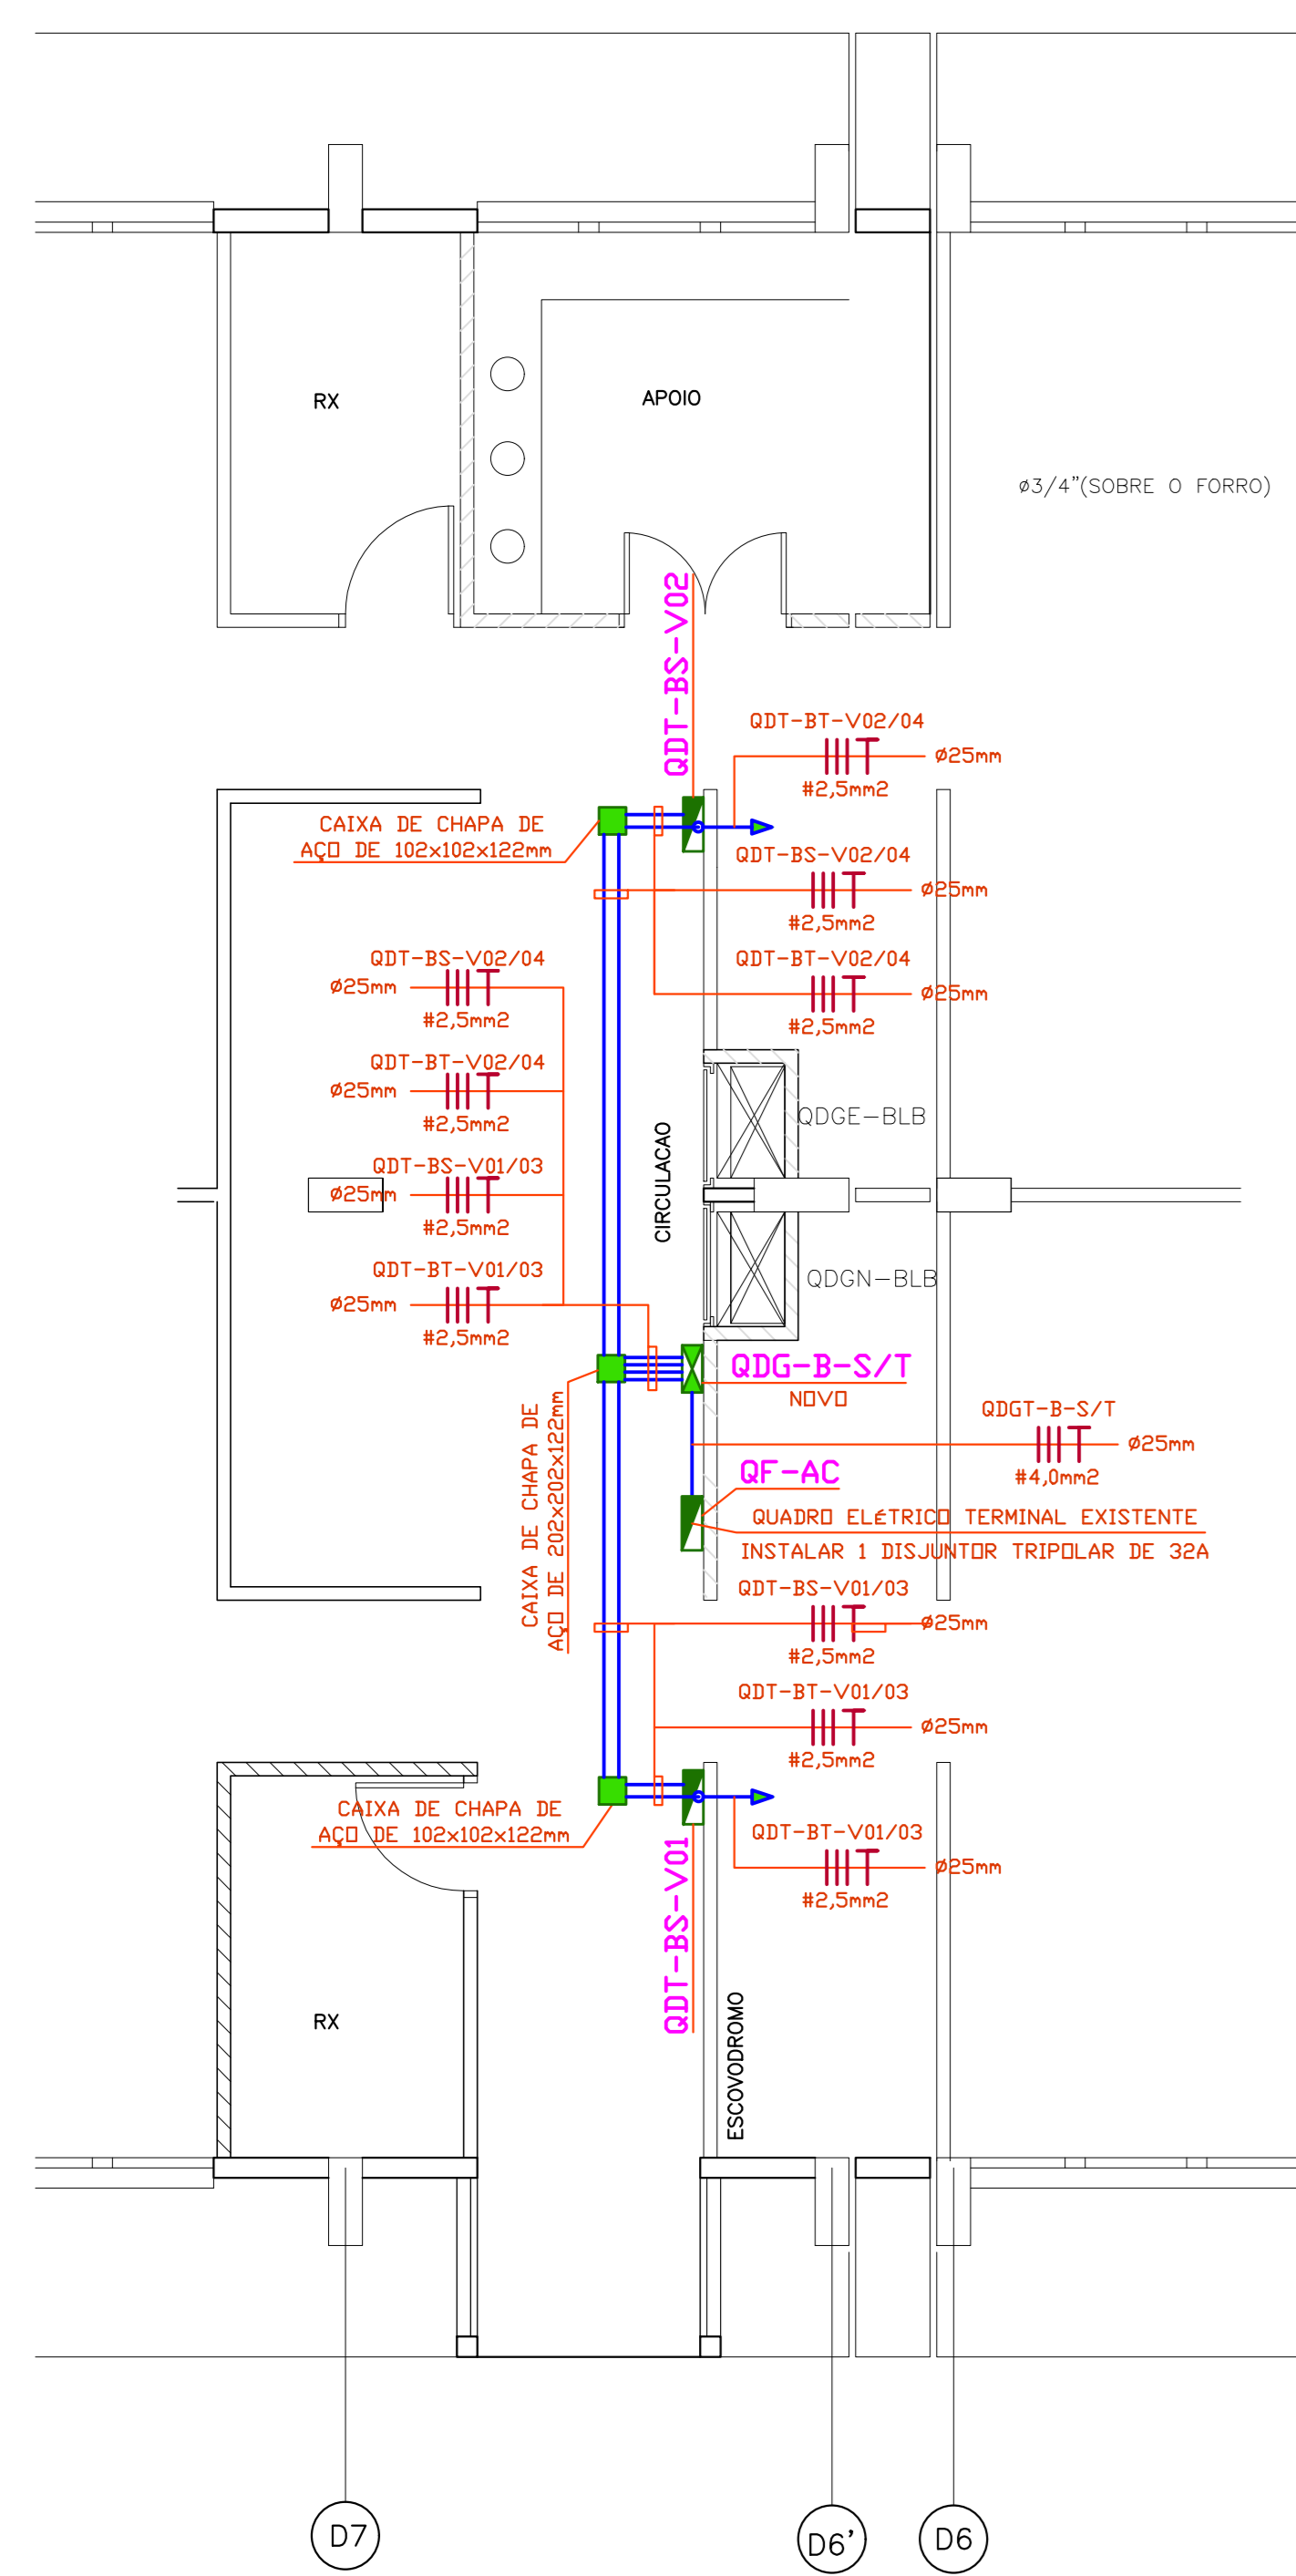 RX
APOIO
ø3/4"(SOBRE O FORRO)
QDT-BS-V02
QDT-BT-V02/04
ø25mm
#2,5mm2
CAIXA DE CHAPA DE
AÇO DE 102x102x122mm
QDT-BS-V02/04
ø25mm
#2,5mm2
QDT-BT-V02/04
ø25mm
#2,5mm2
QDT-BS-V02/04
ø25mm
#2,5mm2
QDT-BT-V02/04
ø25mm
#2,5mm2
QDT-BS-V01/03
ø25mm
#2,5mm2
QDT-BT-V01/03
ø25mm
#2,5mm2
CIRCULACAO
QDGE-BLB
QDGN-BLB
QDG-B-S/T
NOVO
CAIXA DE CHAPA DE
AÇO DE 202x202x122mm
QDGT-B-S/T
ø25mm
#4,0mm2
QF-AC
QUADRO ELÉTRICO TERMINAL EXISTENTE
INSTALAR 1 DISJUNTOR TRIPOLAR DE 32A
QDT-BS-V01/03
ø25mm
#2,5mm2
QDT-BT-V01/03
ø25mm
#2,5mm2
CAIXA DE CHAPA DE
AÇO DE 102x102x122mm
QDT-BT-V01/03
ø25mm
#2,5mm2
QDT-BS-V01
RX
ESCOVODROMO
D7
D6'
D6